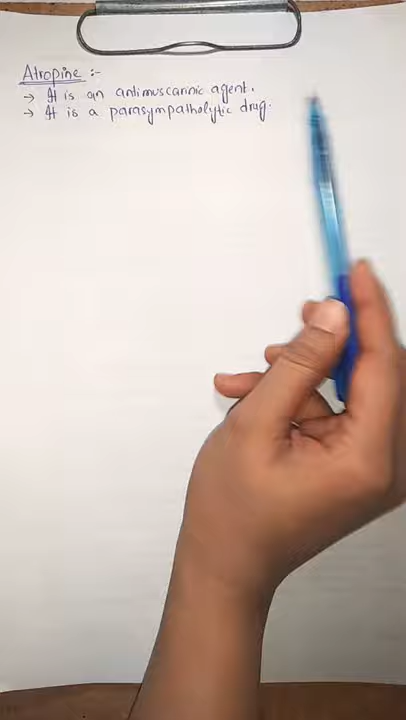 Atropine :-
→ It is an antimuscarinic agent.
→ It is a parasympatholytic drug.